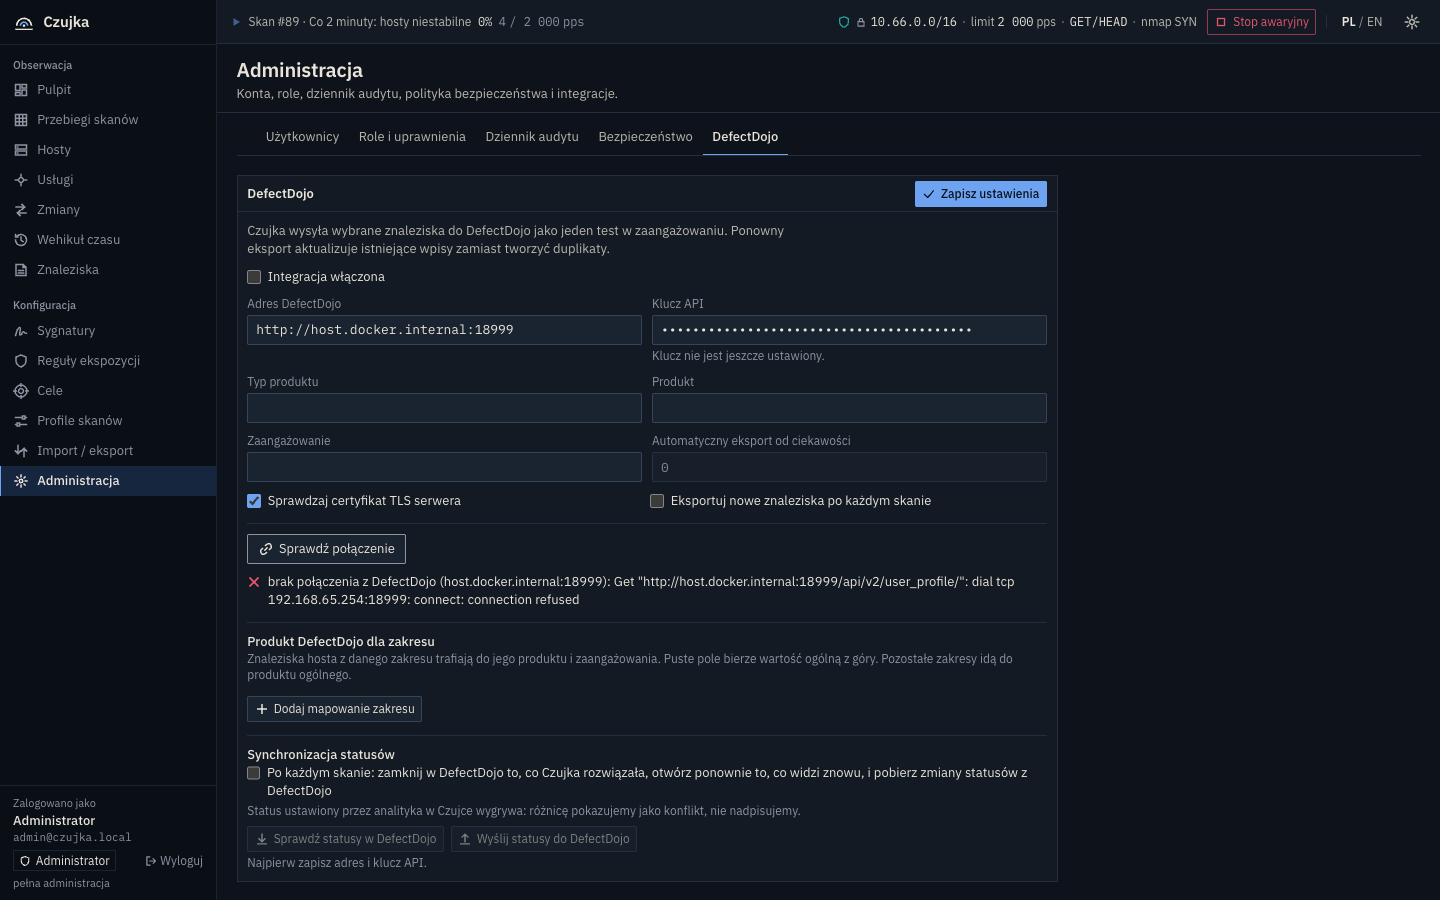 Czujka
Skan #89 · Co 2 minuty: hosty niestabilne 0% 4 / 2 000 pps
10.66.0.0/16 · limit 2 000 pps · GET/HEAD · nmap SYN
Stop awaryjny
PL / EN
Obserwacja
Pulpit
Przebiegi skanów
Hosty
Usługi
Zmiany
Wehikuł czasu
Znaleziska
Konfiguracja
Sygnatury
Reguły ekspozycji
Cele
Profile skanów
Import / eksport
Administracja
Zalogowano jako
Administrator
admin@czujka.local
Administrator
Wyloguj
pełna administracja
Administracja
Konta, role, dziennik audytu, polityka bezpieczeństwa i integracje.
Użytkownicy Role i uprawnienia Dziennik audytu Bezpieczeństwo DefectDojo
DefectDojo
Zapisz ustawienia
Czujka wysyła wybrane znaleziska do DefectDojo jako jeden test w zaangażowaniu. Ponowny
eksport aktualizuje istniejące wpisy zamiast tworzyć duplikaty.
Integracja włączona
Adres DefectDojo Klucz API
http://host.docker.internal:18999 ••••••••••••••••••••••••••••••••••••••••
Klucz nie jest jeszcze ustawiony.
Typ produktu Produkt
Zaangażowanie Automatyczny eksport od ciekawości
0
Sprawdzaj certyfikat TLS serwera Eksportuj nowe znaleziska po każdym skanie
Sprawdź połączenie
brak połączenia z DefectDojo (host.docker.internal:18999): Get "http://host.docker.internal:18999/api/v2/user_profile/": dial tcp
192.168.65.254:18999: connect: connection refused
Produkt DefectDojo dla zakresu
Znaleziska hosta z danego zakresu trafiają do jego produktu i zaangażowania. Puste pole bierze wartość ogólną z góry. Pozostałe zakresy idą do
produktu ogólnego.
Dodaj mapowanie zakresu
Synchronizacja statusów
Po każdym skanie: zamknij w DefectDojo to, co Czujka rozwiązała, otwórz ponownie to, co widzi znowu, i pobierz zmiany statusów z
DefectDojo
Status ustawiony przez analityka w Czujce wygrywa: różnicę pokazujemy jako konflikt, nie nadpisujemy.
Sprawdź statusy w DefectDojo Wyślij statusy do DefectDojo
Najpierw zapisz adres i klucz API.